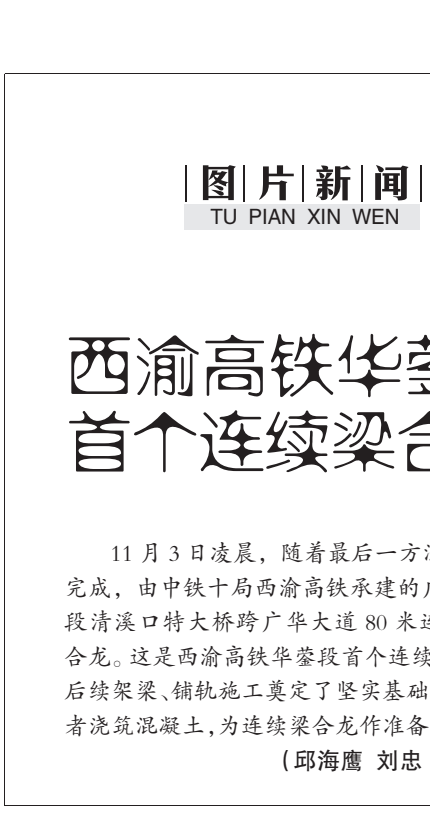 图片新闻
TU PIAN XIN WEN
西渝高铁华
首个连续梁合
11 月 3 日凌晨，随着最后一方
完成，由中铁十局西渝高铁承建的广
段清溪口特大桥跨广华大道 80 米连
合龙。这是西渝高铁华蓥段首个连续
后续架梁、铺轨施工奠定了坚实基础
者浇筑混凝土，为连续梁合龙作准备
（邱海鹰 刘忠